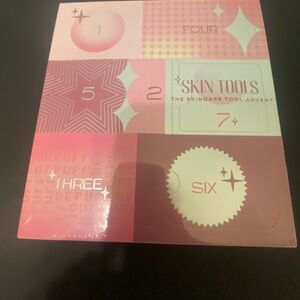 1
FOUR
5
2
SKIN TOOLS
THE SKINCARE TOOL ADVENT
7
THREE
SIX